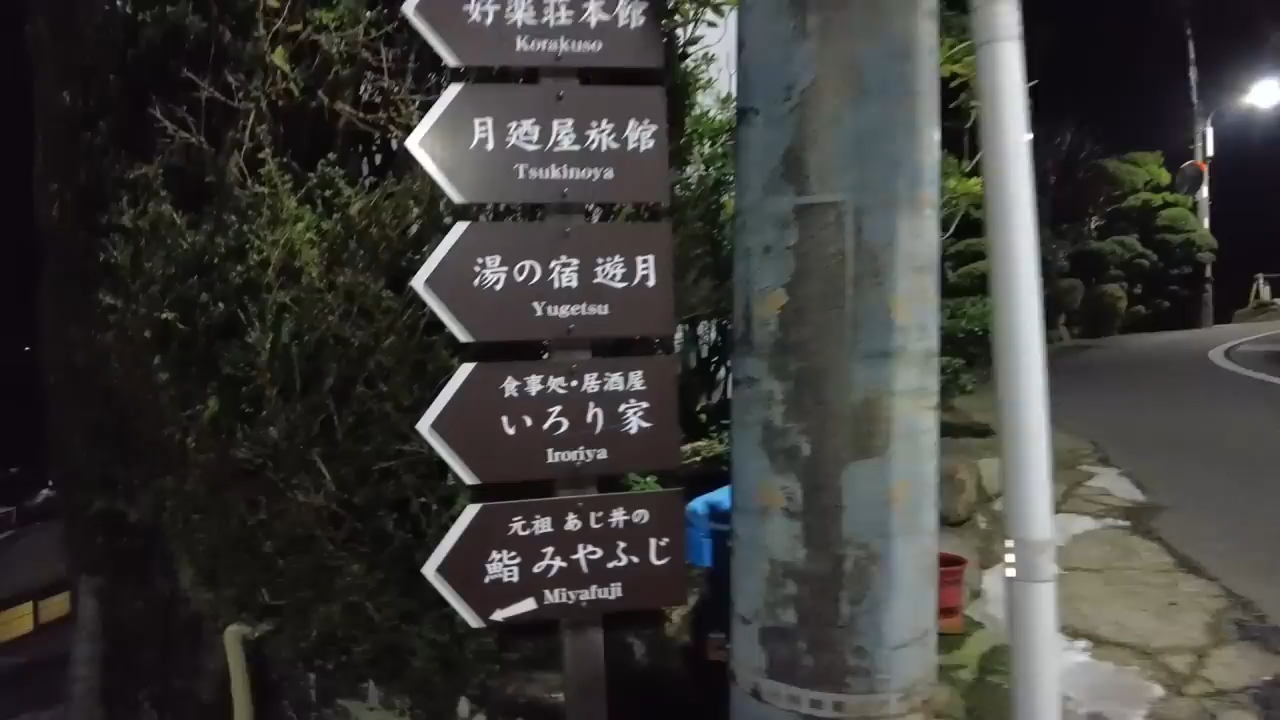 好楽荘本館
Korakuso
月廼屋旅館
Tsukinoya
湯の宿 遊月
Yugetsu
食事処・居酒屋
いろり家
Iroriya
元祖 あじ丼の
鮨 みやふじ
Miyafuji